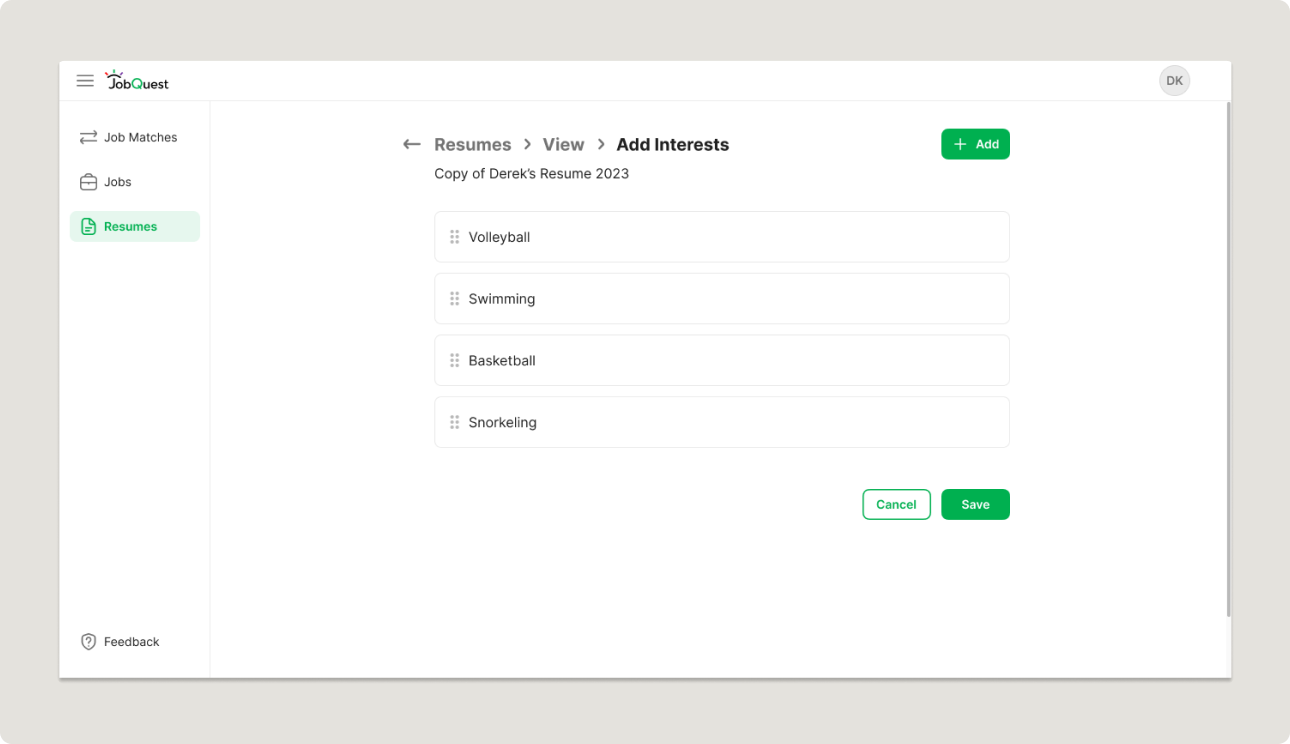 JobQuest
DK
Job Matches
Jobs
Resumes
Feedback
Resumes > View > Add Interests
Add
Copy of Derek’s Resume 2023
Volleyball
Swimming
Basketball
Snorkeling
Cancel
Save